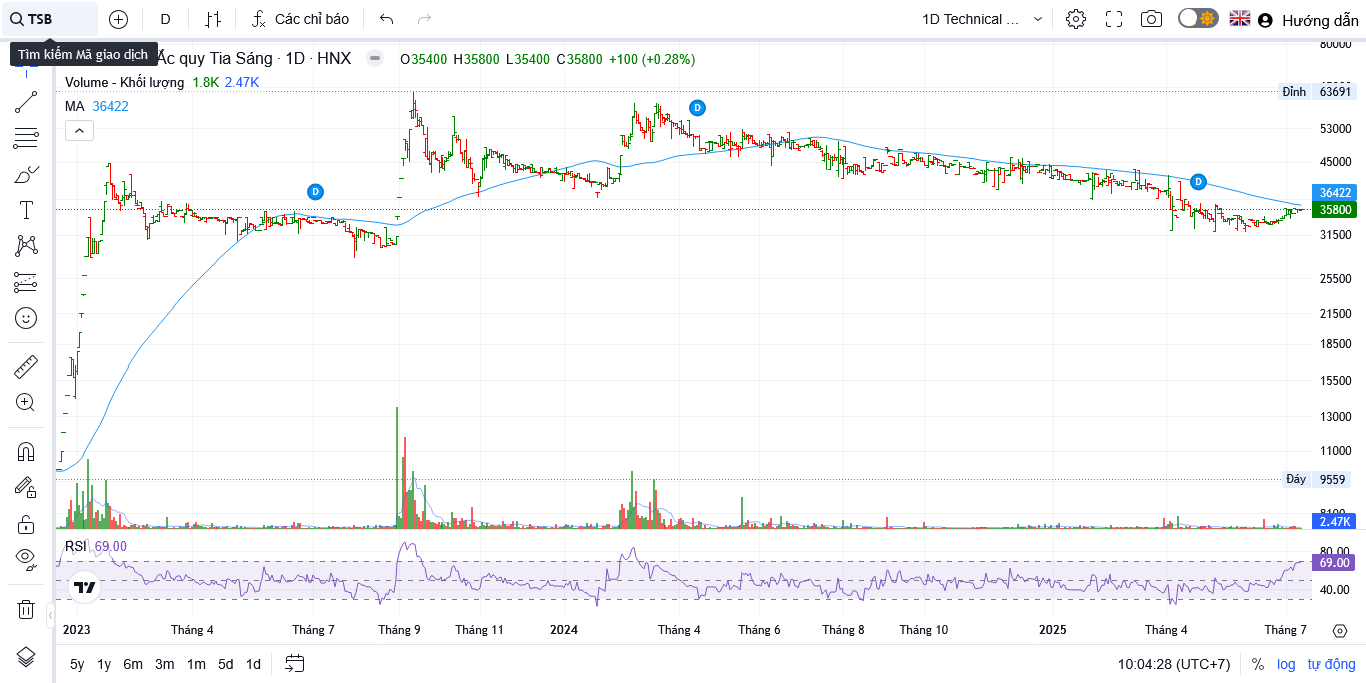 TSB
D
Các chỉ báo
1D Technical ...
Hướng dẫn
Tìm kiếm Mã giao dịch
Ắc quy Tia Sáng · 1D · HNX
O35400 H35800 L35400 C35800 +100 (+0.28%)
Volume - Khối lượng 1.8K 2.47K
MA 36422
80000
Đỉnh 63691
53000
45000
36422
35800
31500
25500
21500
18500
15500
13000
11000
Đáy 9559
2.47K
D
D
D
RSI 69.00
80.00
69.00
40.00
2023 Tháng 4 Tháng 7 Tháng 9 Tháng 11 2024 Tháng 4 Tháng 6 Tháng 8 Tháng 10 2025 Tháng 4 Tháng 7
5y 1y 6m 3m 1m 5d 1d
10:04:28 (UTC+7) % log tự động